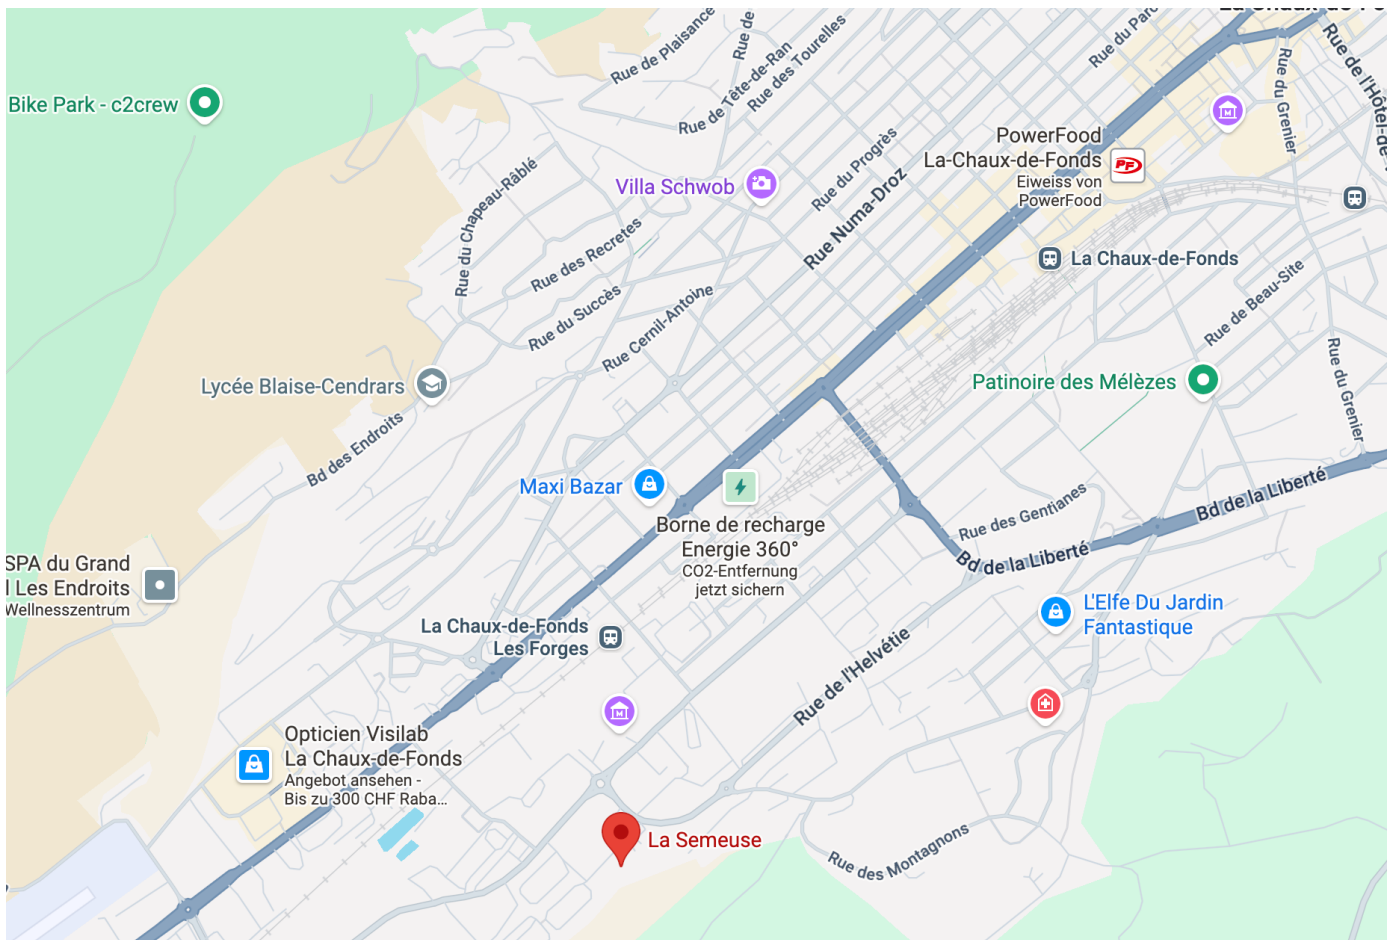 Rue de Plaisance
Rue de
Rue de Tête-de-Ran
Rue des Tourelles
Rue du Parc
Rue de l'Hôtel-de-
Rue du Grenier
Bike Park - c2crew
PowerFood
La-Chaux-de-Fonds
Eiweiss von
PowerFood
PF
Villa Schwob
Rue du Progrès
Rue Numa-Droz
Rue du Chapeau-Râblé
Rue des Recretes
Rue du Succès
Rue Cernil-Antoine
La Chaux-de-Fonds
Rue de Beau-Site
Rue du Grenier
Lycée Blaise-Cendrars
Patinoire des Mélèzes
Bd des Endroits
Maxi Bazar
Borne de recharge
Energie 360°
CO2-Entfernung
jetzt sichern
Bd de la Liberté
Rue des Gentianes
Bd de la Liberté
SPA du Grand
l Les Endroits
Wellnesszentrum
La Chaux-de-Fonds
Les Forges
L'Elfe Du Jardin
Fantastique
Rue de l'Helvétie
Opticien Visilab
La Chaux-de-Fonds
Angebot ansehen -
Bis zu 300 CHF Raba...
La Semeuse
Rue des Montagnons